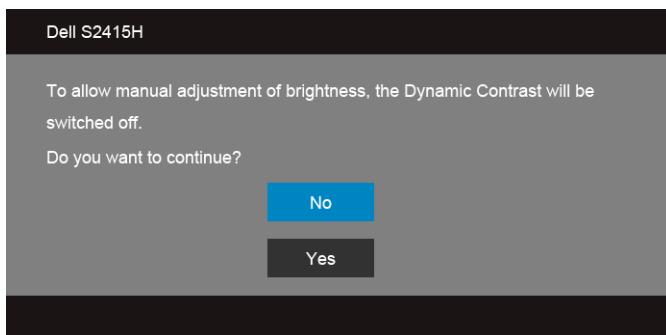 Dell S2415H
To allow manual adjustment of brightness, the Dynamic Contrast will be
switched off.
Do you want to continue?
No
Yes